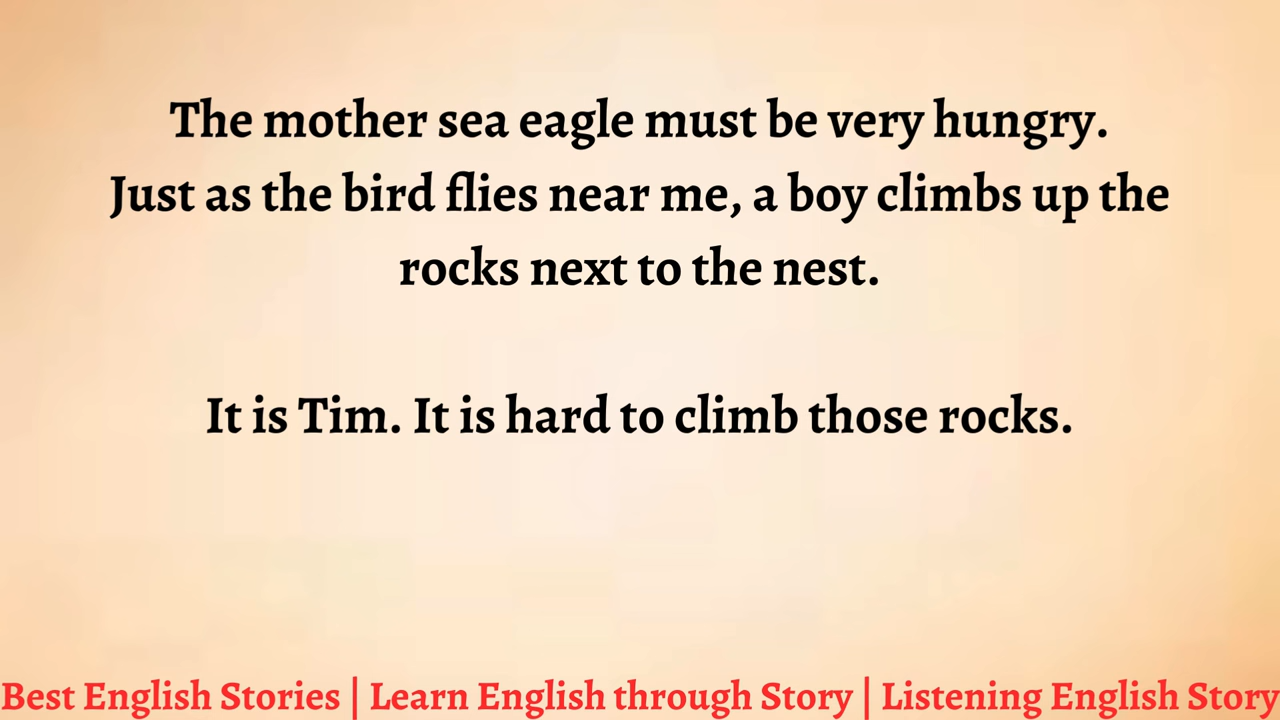 The mother sea eagle must be very hungry.
Just as the bird flies near me, a boy climbs up the
rocks next to the nest.
It is Tim. It is hard to climb those rocks.
Best English Stories | Learn English through Story | Listening English Story